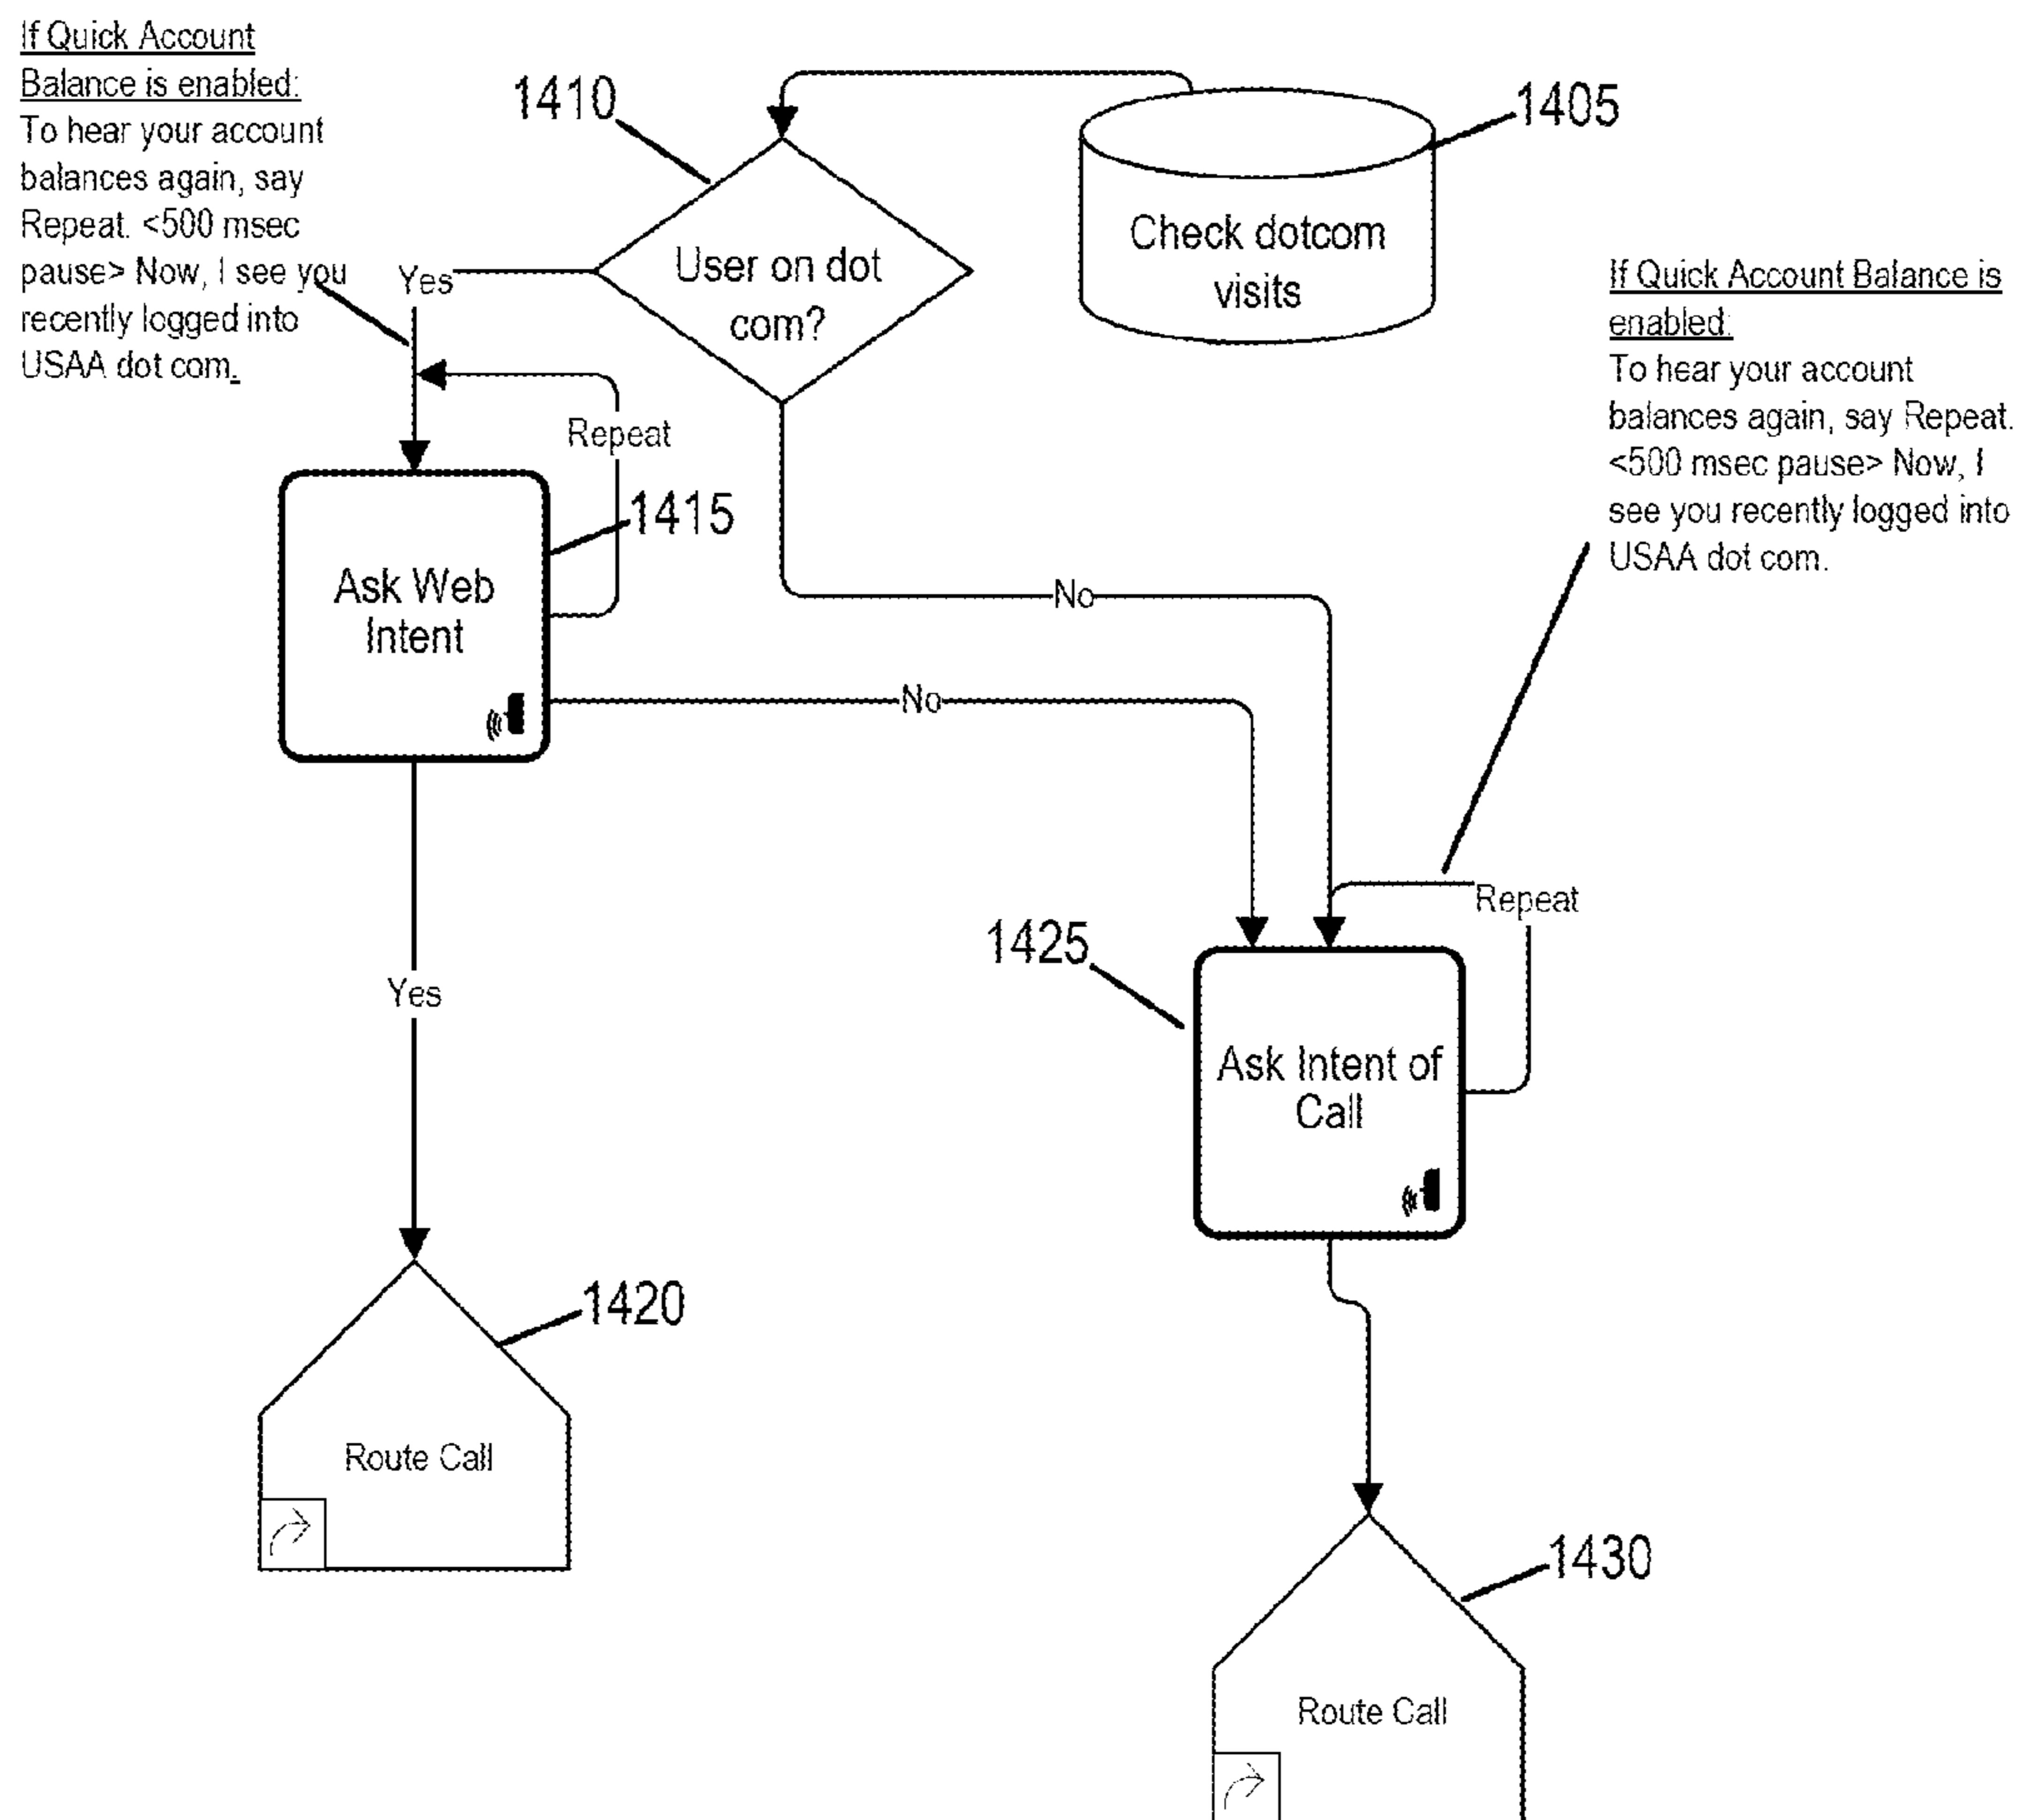 If Quick Account
Balance is enabled:
To hear your account
balances again, say
Repeat. <500 msec
pause> Now, I see you
recently logged into
USAA dot com.
1410
1405
User on dot
com?
Check dotcom
visits
Yes
If Quick Account Balance is
enabled:
To hear your account
balances again, say Repeat.
<500 msec pause> Now, I
see you recently logged into
USAA dot com.
Repeat
1415
Ask Web
Intent
No
No
Repeat
1425
Yes
Ask Intent of
Call
1420
Route Call
1430
Route Call